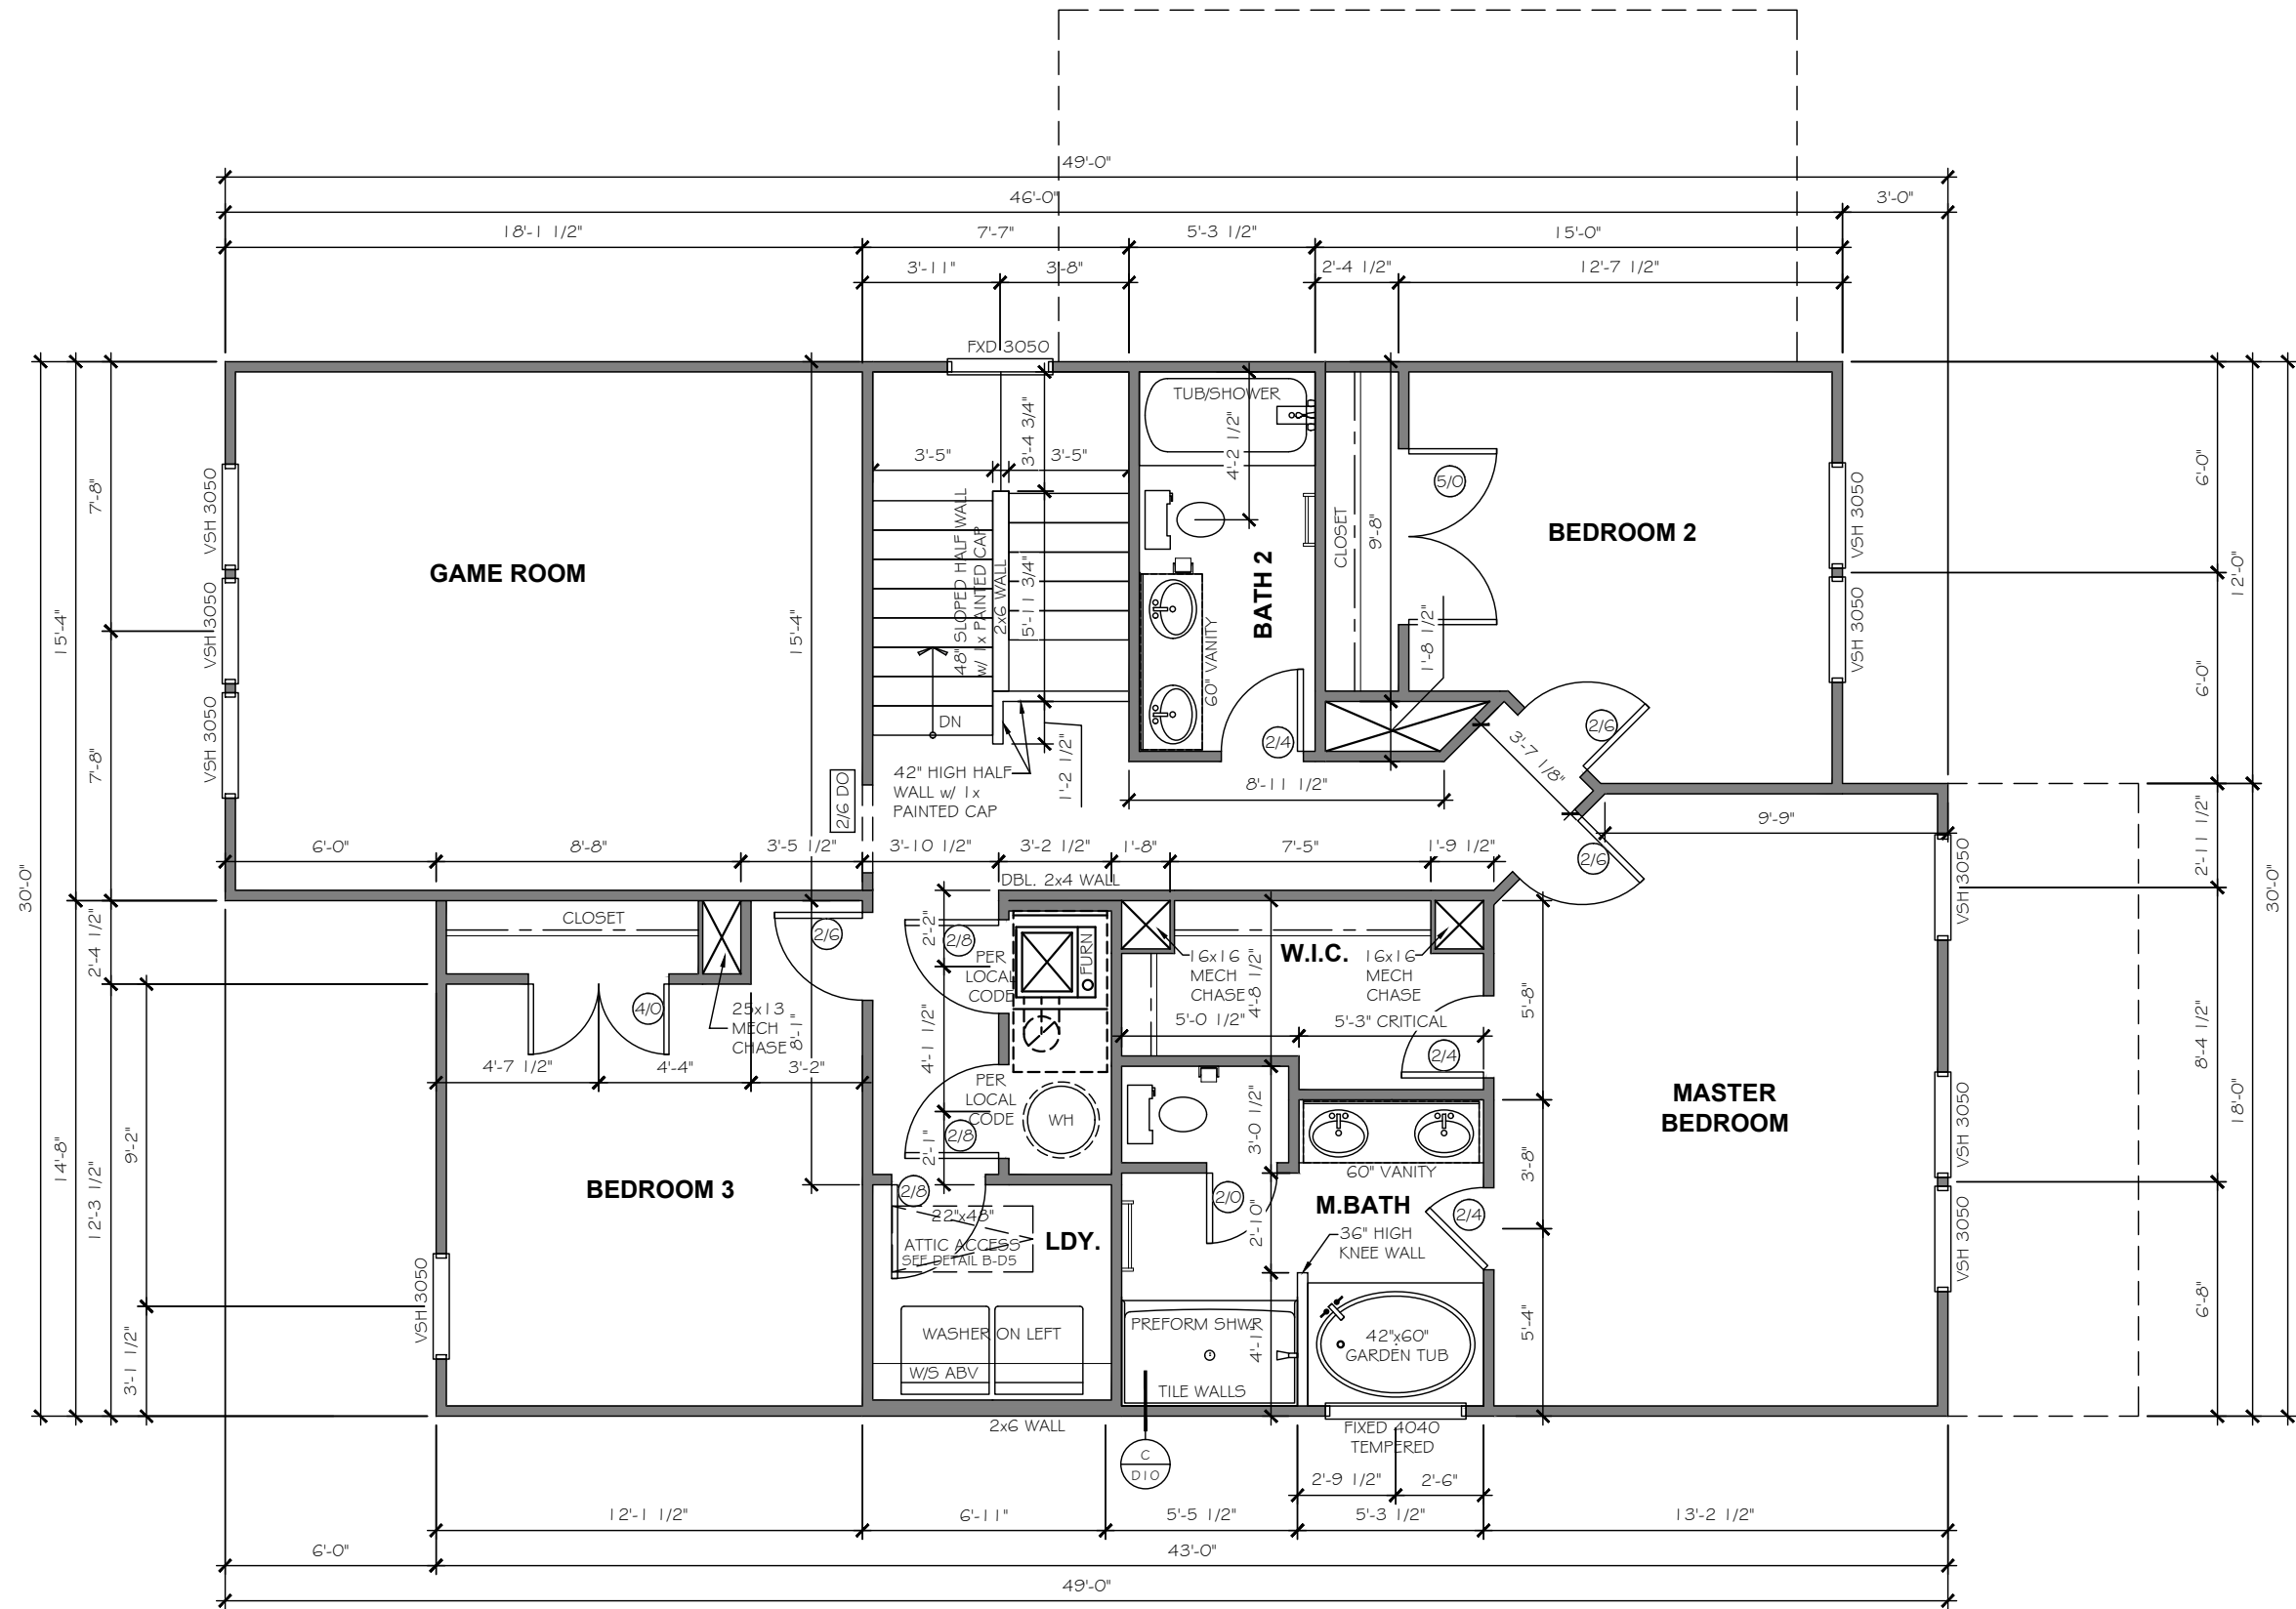 49'-0"
46'-0"
3'-0"
18'-1 1/2"
7'-7"
5'-3 1/2"
15'-0"
3'-11"
3'-8"
2'-4 1/2"
12'-7 1/2"
FXD 3050
TUB/SHOWER
3'-4 3/4"
4'-2 1/2"
3'-5"
3'-5"
5/0
VSH 3050
7'-8"
6'-0"
VSH 3050
48" SLOPED HALF WALL
w/ 1x PAINTED CAP
2x6 WALL
5'-11 3/4"
CLOSET
9'-8"
BEDROOM 2
GAME ROOM
BATH 2
12'-0"
15'-4"
15'-4"
VSH 3050
60" VANITY
1'-8 1/2"
VSH 3050
6'-0"
VSH 3050
7'-8"
DN
2/4
2/6
3'-7 1/8"
42" HIGH HALF
WALL w/ 1x
PAINTED CAP
1'-2 1/2"
2/6 DO
8'-11 1/2"
9'-9"
2'-11 1/2"
6'-0"
8'-8"
3'-5 1/2"
3'-10 1/2"
3'-2 1/2"
1'-8"
7'-5"
1'-9 1/2"
2/6
30'-0"
30'-0"
DBL. 2x4 WALL
VSH 3050
CLOSET
2/6
2'-4 1/2"
2'-2"
2/8
PER
LOCAL
CODE
FURN
W.I.C.
16x16
MECH
CHASE
16x16
MECH
CHASE
4'-8 1/2"
5'-8"
4/0
25x13
MECH
CHASE
8'-1"
5'-0 1/2"
5'-3" CRITICAL
2/4
8'-4 1/2"
4'-7 1/2"
4'-4"
3'-2"
4'-1 1/2"
PER
LOCAL
CODE
WH
2/8
2'-1"
3'-0 1/2"
MASTER
BEDROOM
VSH 3050
18'-0"
9'-2"
14'-8"
12'-3 1/2"
60" VANITY
3'-8"
BEDROOM 3
2/8
22"x48"
ATTIC ACCESS
SEE DETAIL B-D5
LDY.
2/0
M.BATH
2/4
2'-10"
36" HIGH
KNEE WALL
VSH 3050
VSH 3050
6'-8"
WASHER ON LEFT
W/S ABV
PREFORM SHWR
TILE WALLS
4'-1"
42"x60"
GARDEN TUB
5'-4"
3'-1 1/2"
2x6 WALL
FIXED 4040
TEMPERED
C
D10
2'-9 1/2"
2'-6"
12'-1 1/2"
6'-11"
5'-5 1/2"
5'-3 1/2"
13'-2 1/2"
6'-0"
43'-0"
49'-0"